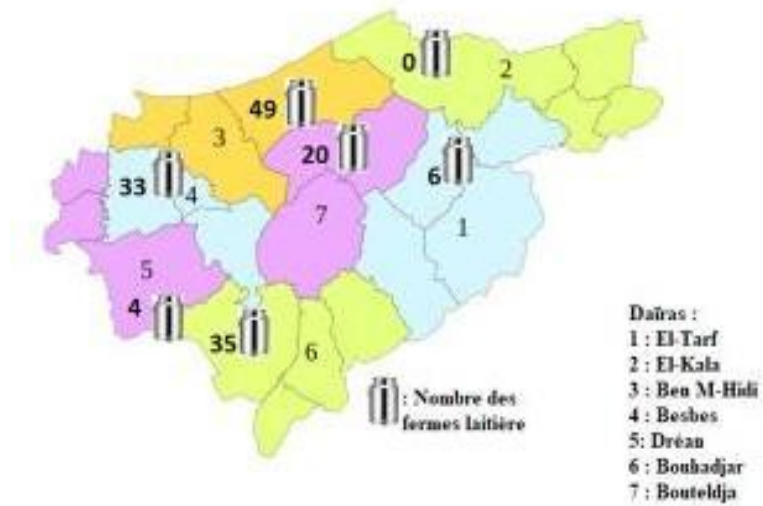 0
2
49
3
20
6
33
4
7
1
5
4
35
6
: Nombre des
fermes laitière
Daïras :
1 : El-Tarf
2 : El-Kala
3 : Ben M-Hidi
4 : Besbes
5: Dréan
6 : Bouhadjar
7 : Bouteldja